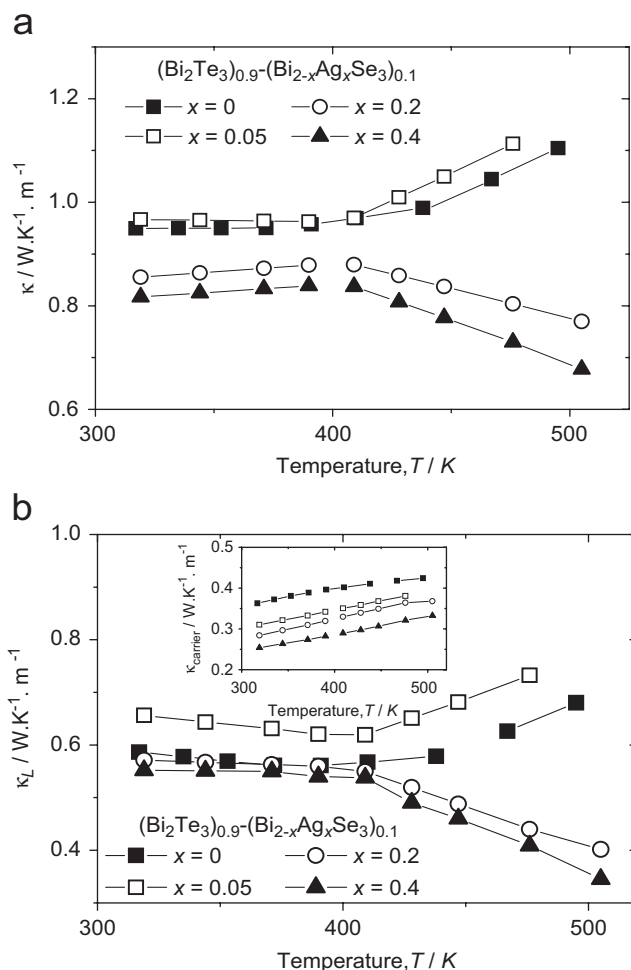 a
(Bi₂Te₃)₀.₉-(Bi₂₋ₓAgₓSe₃)₀.₁
x = 0
x = 0.2
x = 0.05
x = 0.4
1.2
1.0
0.8
0.6
κ / W.K⁻¹. m⁻¹
300
400
500
Temperature, T / K
b
1.0
0.8
0.6
0.4
κL / W.K⁻¹. m⁻¹
0.5
0.4
0.3
0.2
κcarrier / W.K⁻¹. m⁻¹
300
400
500
Temperature, T / K
(Bi₂Te₃)₀.₉-(Bi₂₋ₓAgₓSe₃)₀.₁
x = 0
x = 0.2
x = 0.05
x = 0.4
300
400
500
Temperature, T / K